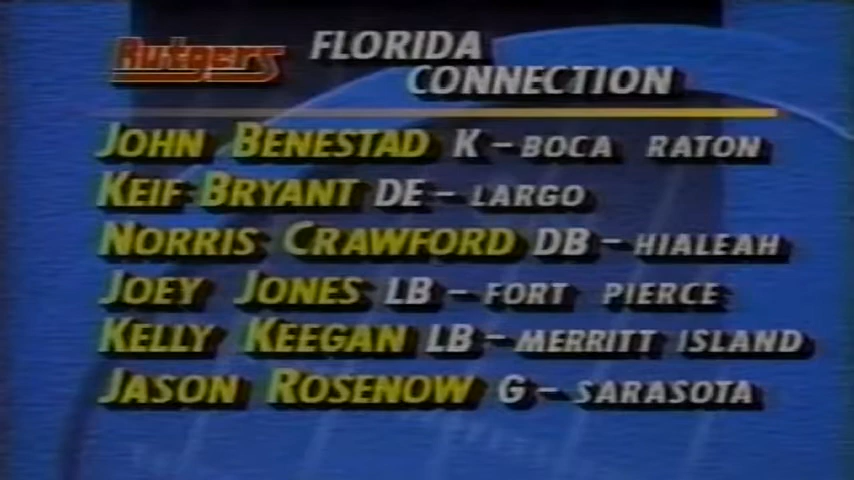 Rutgers FLORIDA
CONNECTION
JOHN BENESTAD K - BOCA RATON
KEIF BRYANT DE - LARGO
NORRIS CRAWFORD DB - HIALEAH
JOEY JONES LB - FORT PIERCE
KELLY KEEGAN LB - MERRITT ISLAND
JASON ROSENOW G - SARASOTA